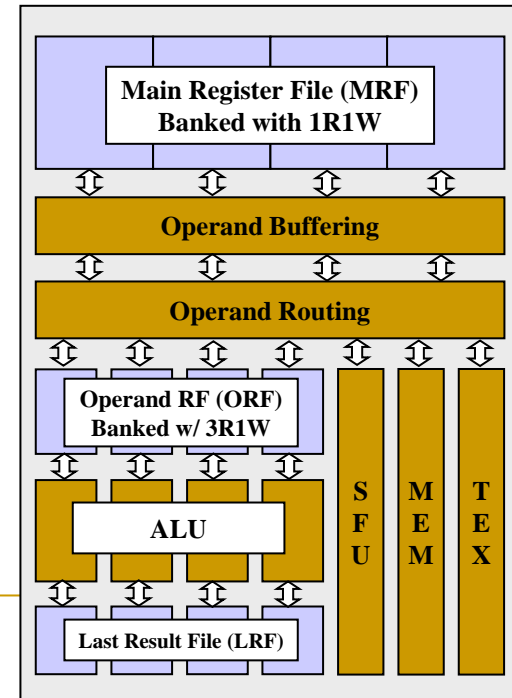 Main Register File (MRF)
Banked with 1R1W
Operand Buffering
Operand Routing
Operand RF (ORF)
Banked w/ 3R1W
ALU
Last Result File (LRF)
S
F
U
M
E
M
T
E
X